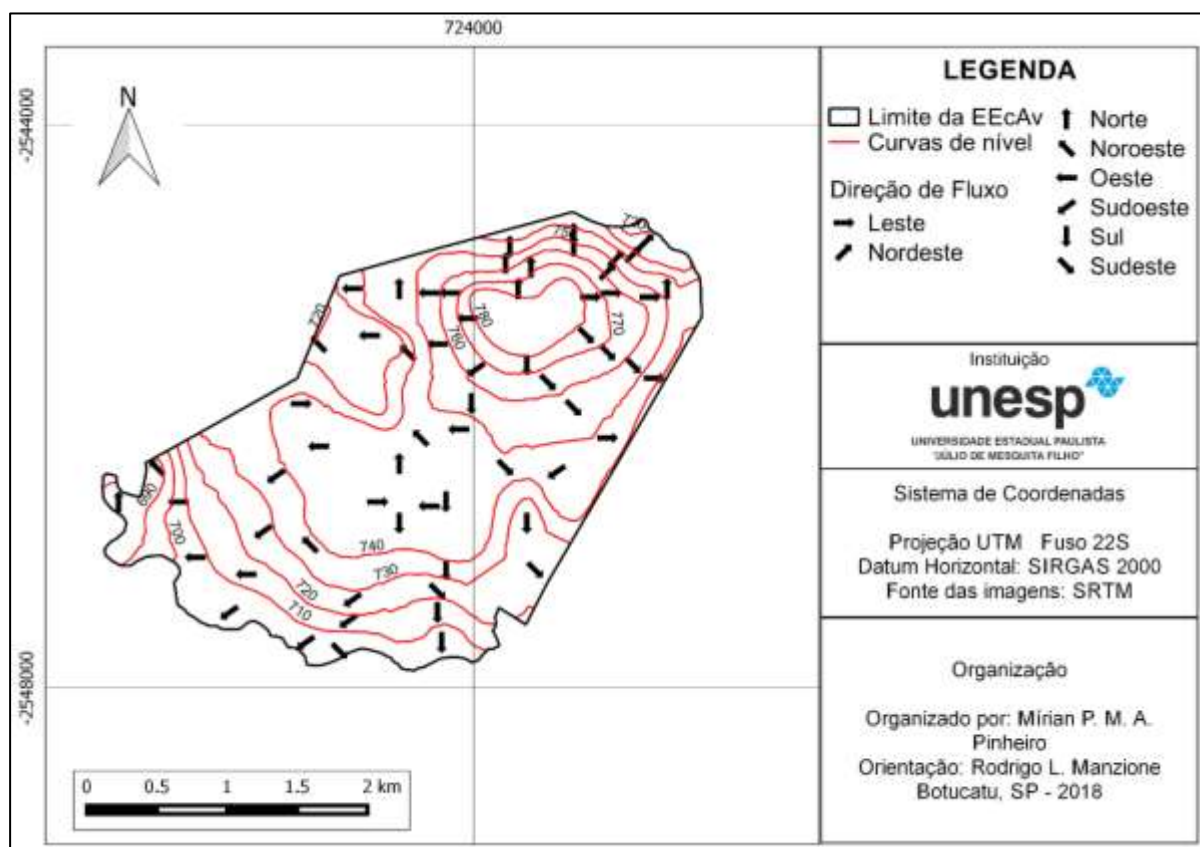 724000
-2544000
-2548000
N
720
750
780
760
770
720
690
700
740
730
720
710
0 0.5 1 1.5 2 km
LEGENDA
Limite da EEcAv
Curvas de nível
Direção de Fluxo
Leste
Nordeste
Norte
Noroeste
Oeste
Sudoeste
Sul
Sudeste
Instituição
unesp
UNIVERSIDADE ESTADUAL PAULISTA
"JÚLIO DE MESQUITA FILHO"
Sistema de Coordenadas
Projeção UTM Fuso 22S
Datum Horizontal: SIRGAS 2000
Fonte das imagens: SRTM
Organização
Organizado por: Mírian P. M. A.
Pinheiro
Orientação: Rodrigo L. Manzione
Botucatu, SP - 2018